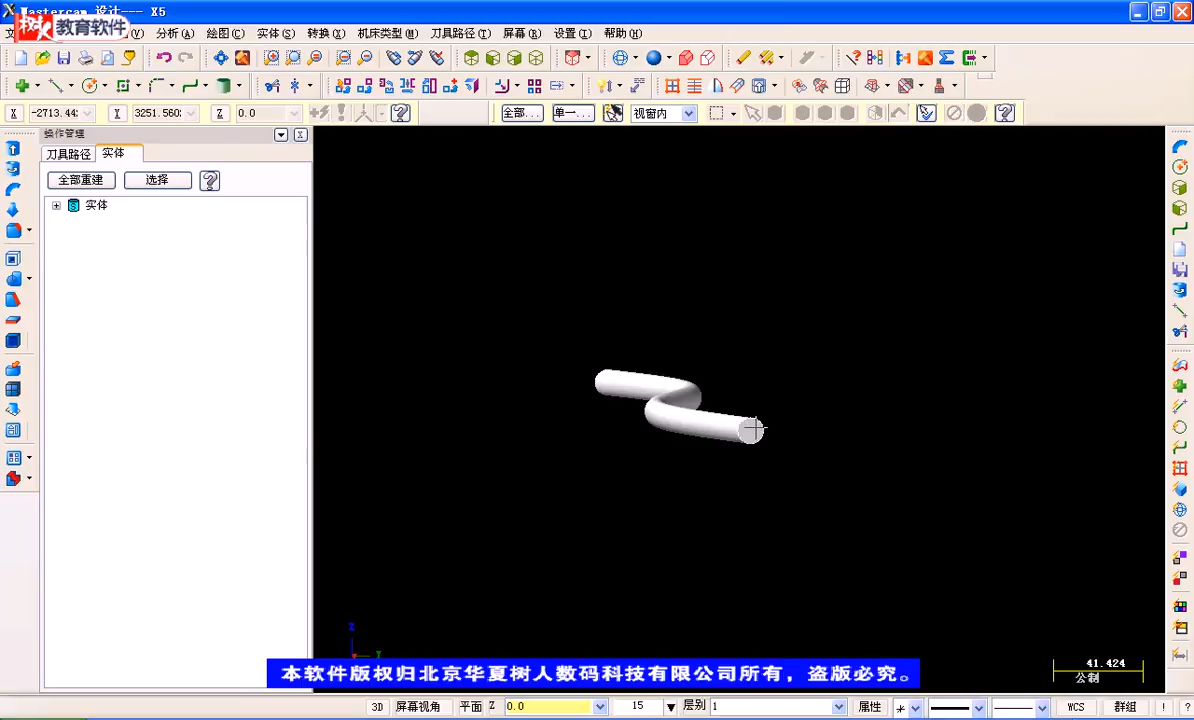 Mastercam 设计--- X5
树人 教育软件
(V) 分析(A) 绘图(C) 实体(S) 转换(X) 机床类型(M) 刀具路径(T) 屏幕(R) 设置(I) 帮助(H)
X -2713.44 Y 3251.560 Z 0.0 全部... 单一... 视窗内
操作管理
刀具路径 实体
全部重建 选择
实体
Z
Y
41.424
公制
本软件版权归北京华夏树人数码科技有限公司所有，盗版必究。
3D 屏幕视角 平面 Z 0.0 15 层别 1 属性 WCS 群组 ! ?